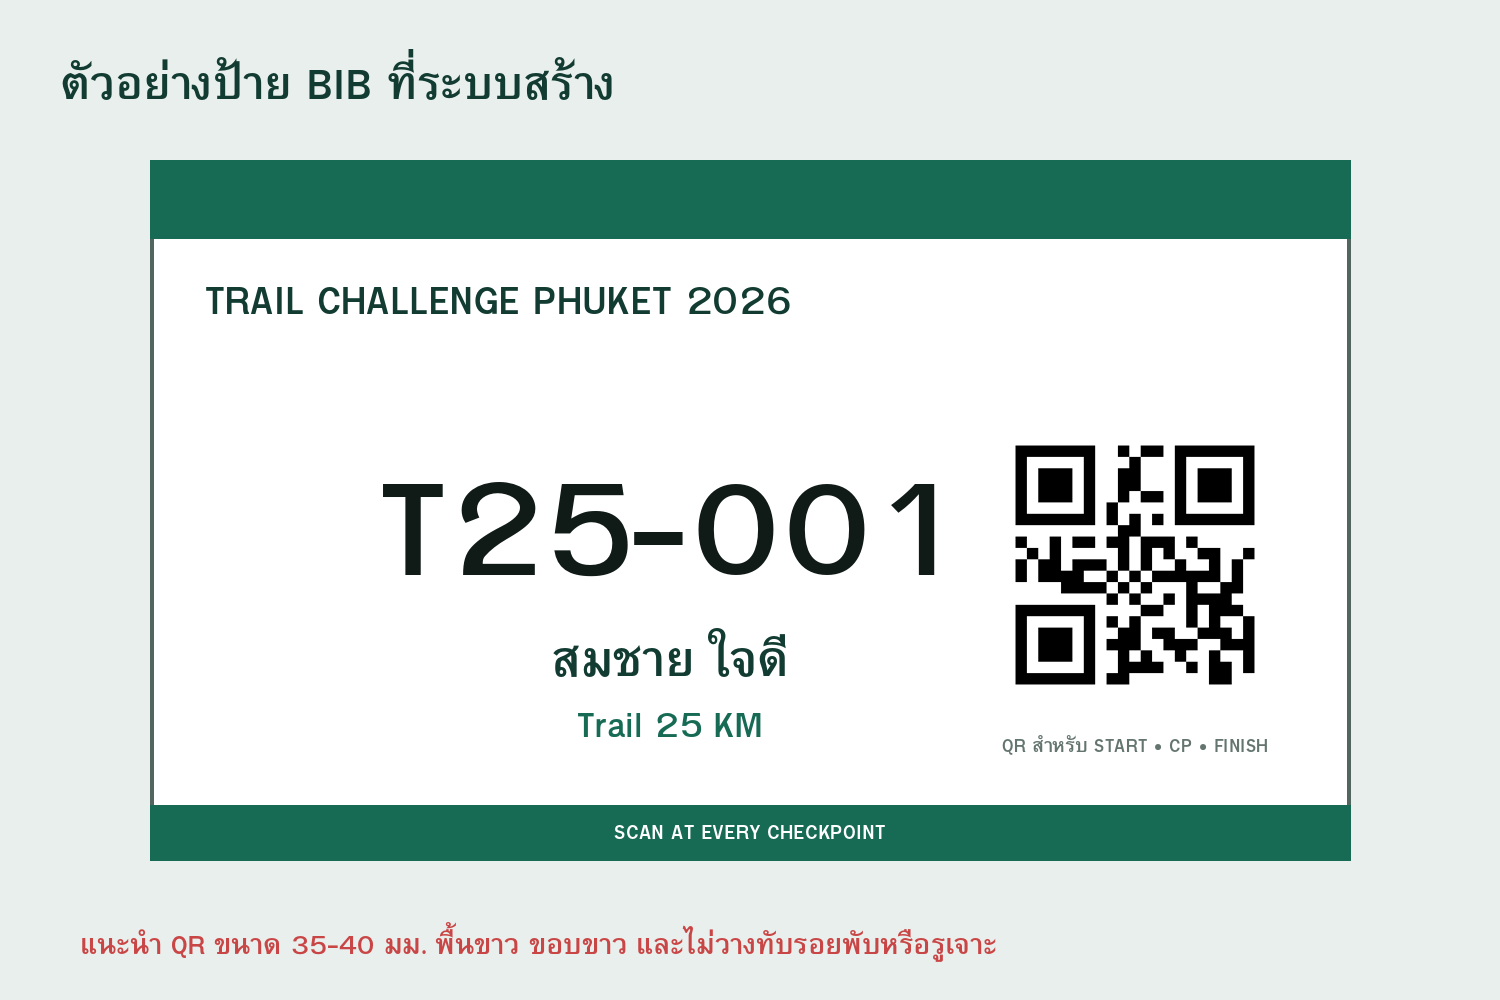 ตัวอย่างป้าย BIB ที่ระบบสร้าง
TRAIL CHALLENGE PHUKET 2026
T25-001
สมชาย ใจดี
Trail 25 KM
QR สำหรับ START • CP • FINISH
SCAN AT EVERY CHECKPOINT
แนะนำ QR ขนาด 35-40 มม. พื้นขาว ขอบขาว และไม่วางทับรอยพับหรือรูเจาะ